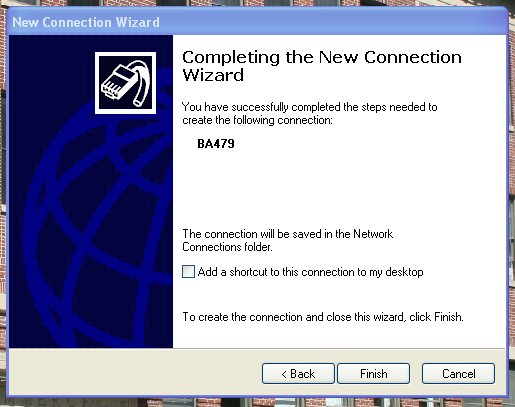 New Connection Wizard
Completing the New Connection
Wizard
You have successfully completed the steps needed to
create the following connection:
BA479
The connection will be saved in the Network
Connections folder.
Add a shortcut to this connection to my desktop
To create the connection and close this wizard, click Finish.
< Back
Finish
Cancel